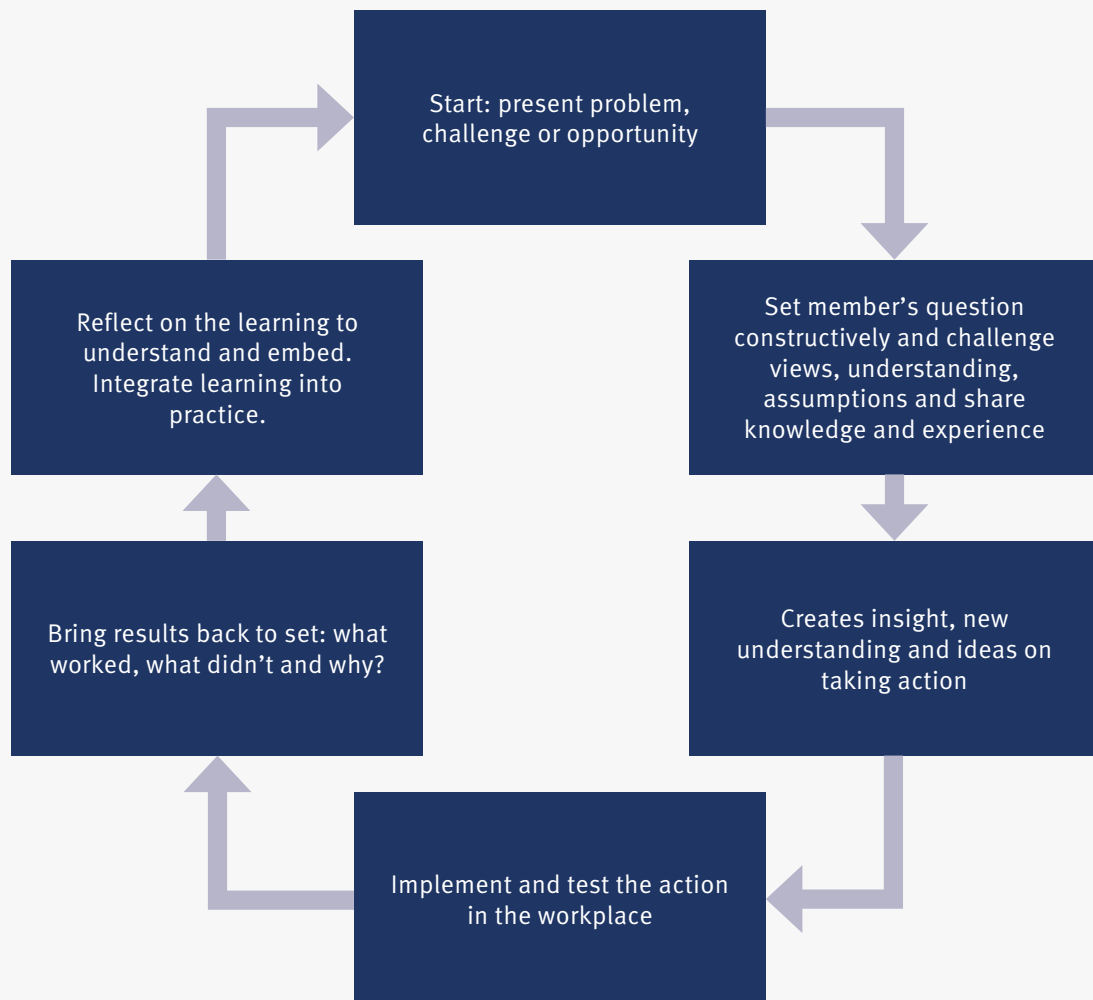 Start: present problem,
challenge or opportunity
Set member’s question
constructively and challenge
views, understanding,
assumptions and share
knowledge and experience
Creates insight, new
understanding and ideas on
taking action
Implement and test the action
in the workplace
Bring results back to set: what
worked, what didn’t and why?
Reflect on the learning to
understand and embed.
Integrate learning into
practice.